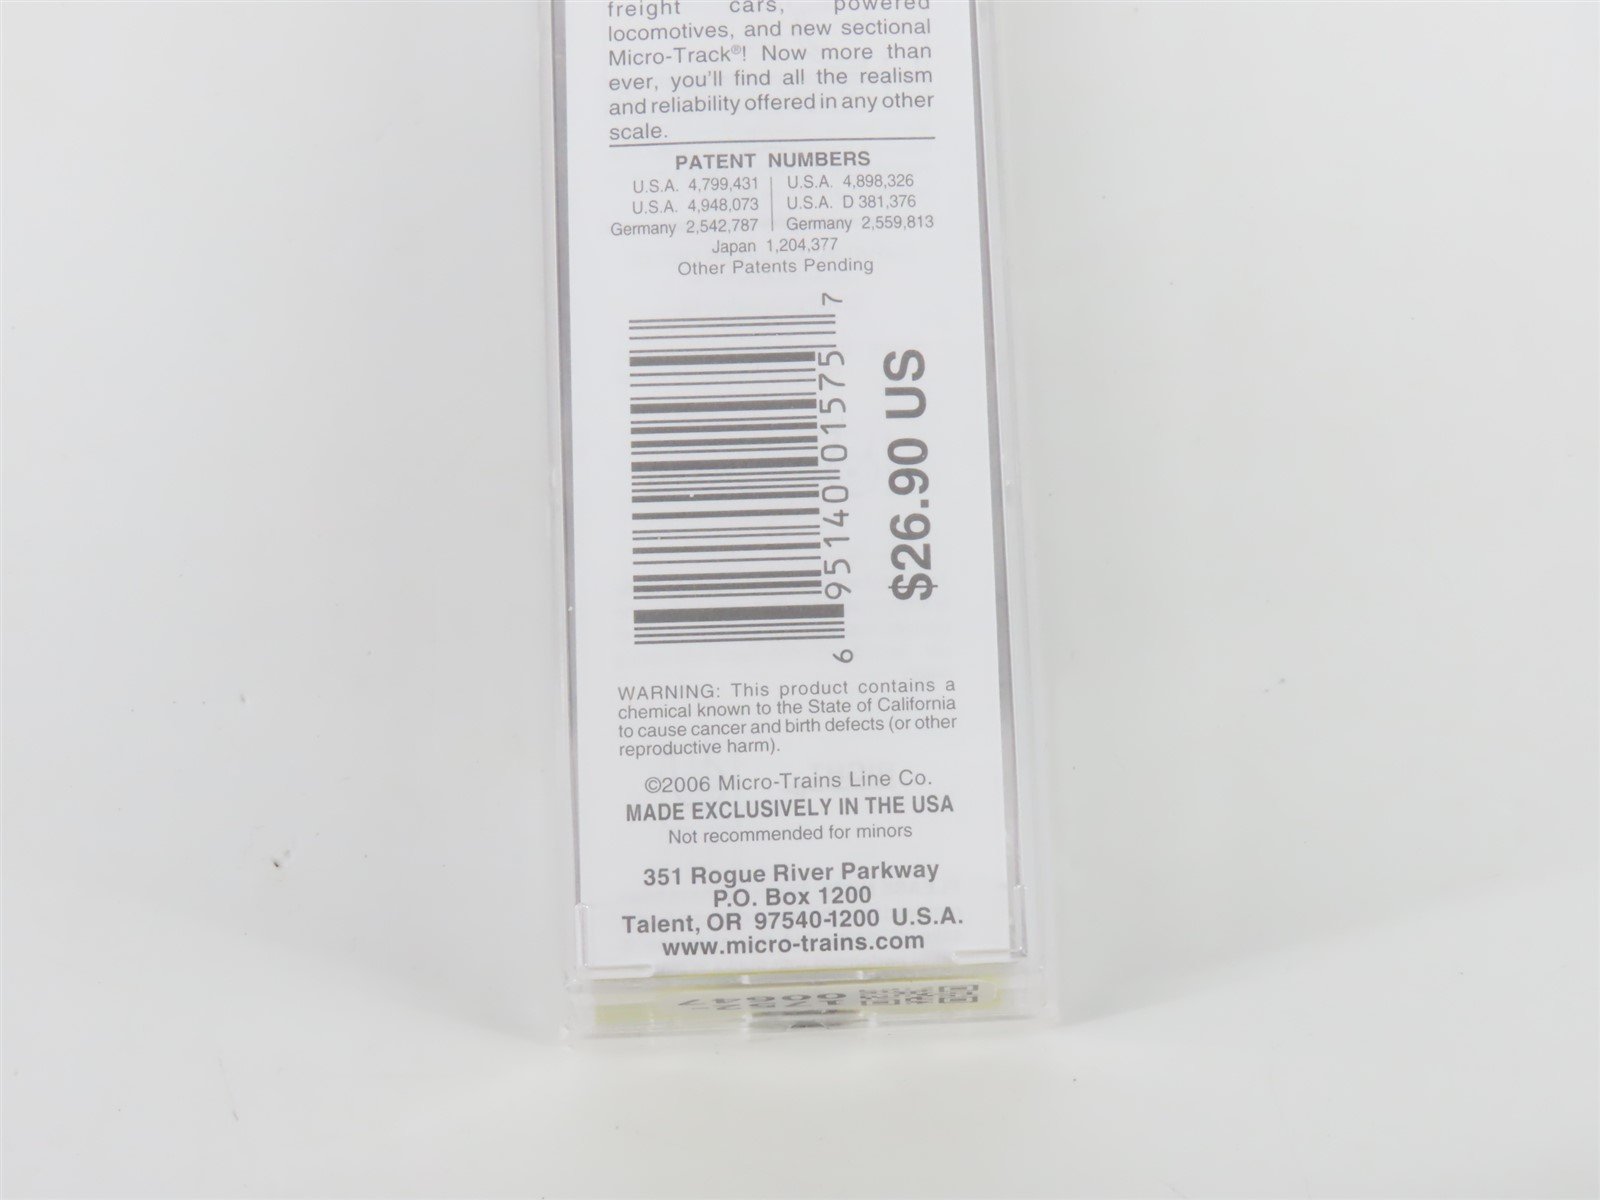 freight cars, powered
locomotives, and new sectional
Micro-Track®! Now more than
ever, you'll find all the realism
and reliability offered in any other
scale.
PATENT NUMBERS
U.S.A. 4,799,431 | U.S.A. 4,898,326
U.S.A. 4,948,073 | U.S.A. D 381,376
Germany 2,542,787 | Germany 2,559,813
Japan 1,204,377
Other Patents Pending
6 95140 01575 7
$26.90 US
WARNING: This product contains a
chemical known to the State of California
to cause cancer and birth defects (or other
reproductive harm).
©2006 Micro-Trains Line Co.
MADE EXCLUSIVELY IN THE USA
Not recommended for minors
351 Rogue River Parkway
P.O. Box 1200
Talent, OR 97540-1200 U.S.A.
www.micro-trains.com